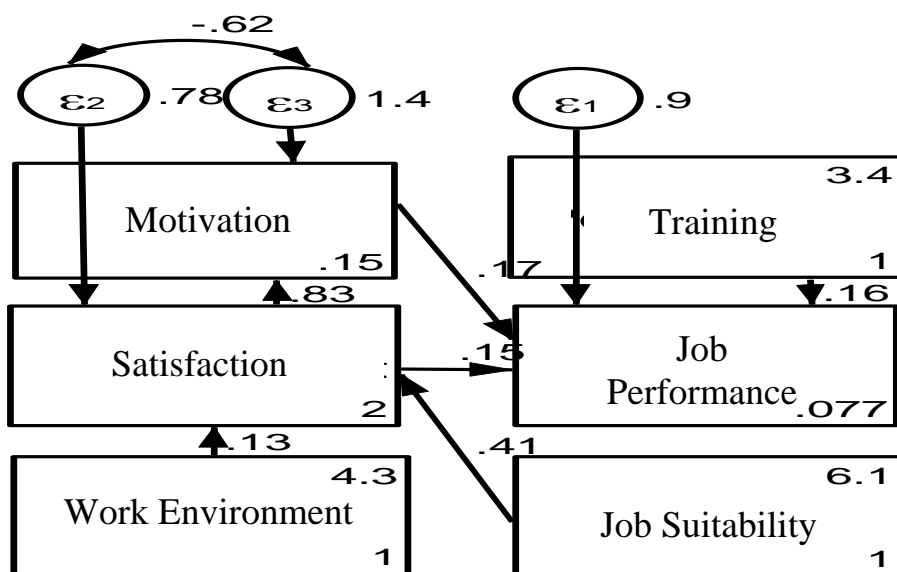 -.62
ε2 .78
ε3 1.4
ε1 .9
Motivation
.15
3.4
Training
1
.17
.83
.16
Satisfaction
2
.15
Job
Performance
.077
.13
.41
4.3
Work Environment
1
6.1
Job Suitability
1